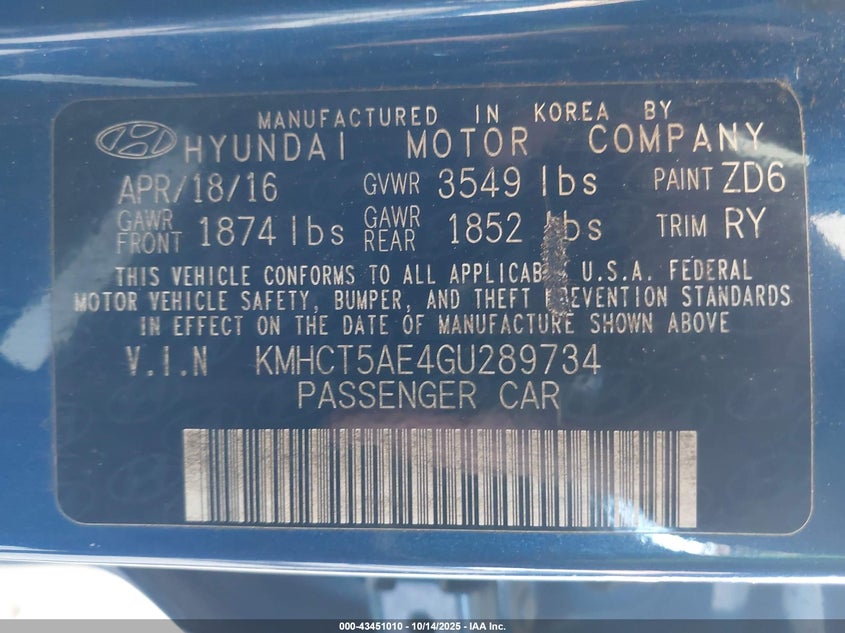 MANUFACTURED IN KOREA BY
HYUNDAI MOTOR COMPANY
APR/18/16 GVWR 3549 lbs PAINT ZD6
GAWR FRONT 1874 lbs GAWR REAR 1852 lbs TRIM RY
THIS VEHICLE CONFORMS TO ALL APPLICABLE U.S.A. FEDERAL
MOTOR VEHICLE SAFETY, BUMPER, AND THEFT PREVENTION STANDARDS
IN EFFECT ON THE DATE OF MANUFACTURE SHOWN ABOVE
V.I.N KMHCT5AE4GU289734
PASSENGER CAR
000-43451010 - 10/14/2025 - IAA Inc.